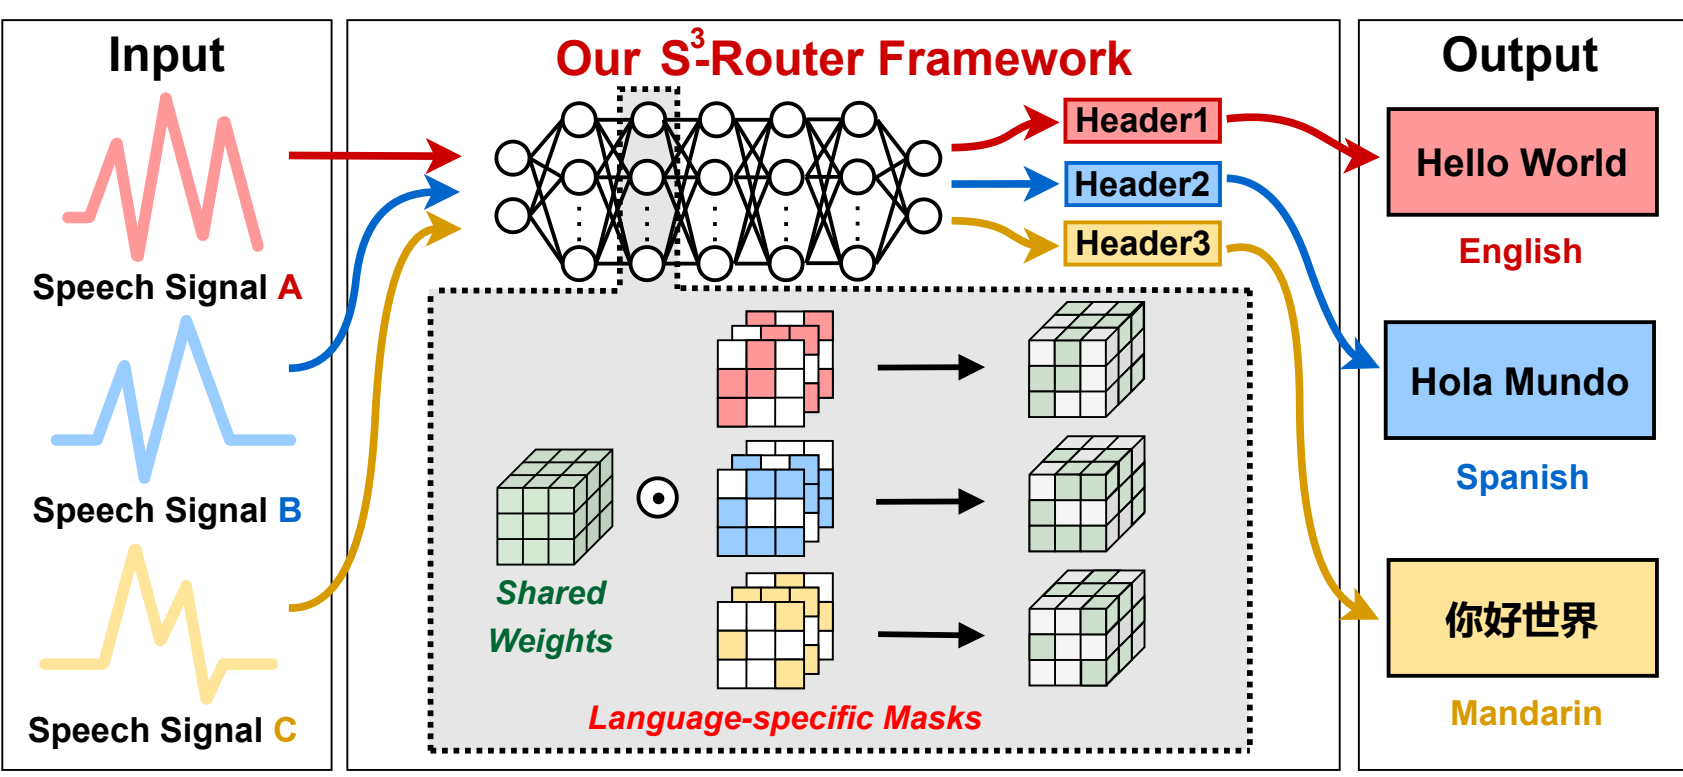 Input
Speech Signal A
Speech Signal B
Speech Signal C
Our S³-Router Framework
Header1
Header2
Header3
Shared
Weights
Language-specific Masks
Output
Hello World
English
Hola Mundo
Spanish
你好世界
Mandarin